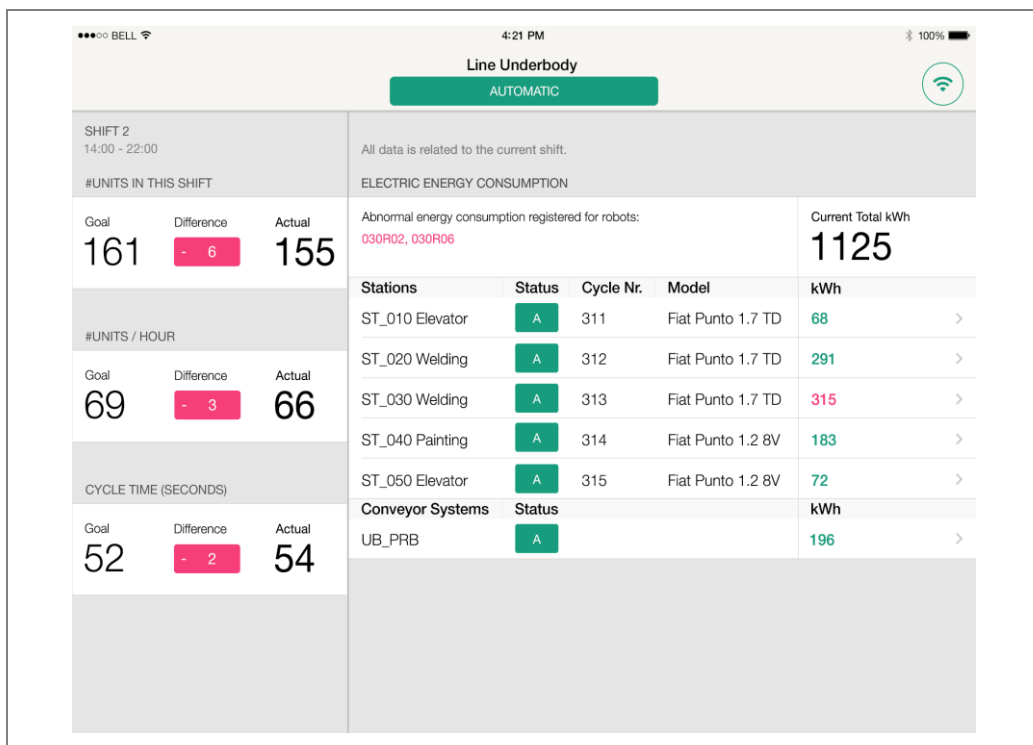 BELL 4:21 PM 100%
Line Underbody
AUTOMATIC
SHIFT 2
14:00 - 22:00
#UNITS IN THIS SHIFT
Goal Difference Actual
161 - 6 155
#UNITS / HOUR
Goal Difference Actual
69 - 3 66
CYCLE TIME (SECONDS)
Goal Difference Actual
52 - 2 54
All data is related to the current shift.
ELECTRIC ENERGY CONSUMPTION
Abnormal energy consumption registered for robots:
030R02, 030R06
Current Total kWh
1125
Stations Status Cycle Nr. Model kWh
ST_010 Elevator A 311 Fiat Punto 1.7 TD 68
ST_020 Welding A 312 Fiat Punto 1.7 TD 291
ST_030 Welding A 313 Fiat Punto 1.7 TD 315
ST_040 Painting A 314 Fiat Punto 1.2 8V 183
ST_050 Elevator A 315 Fiat Punto 1.2 8V 72
Conveyor Systems Status kWh
UB_PRB A 196